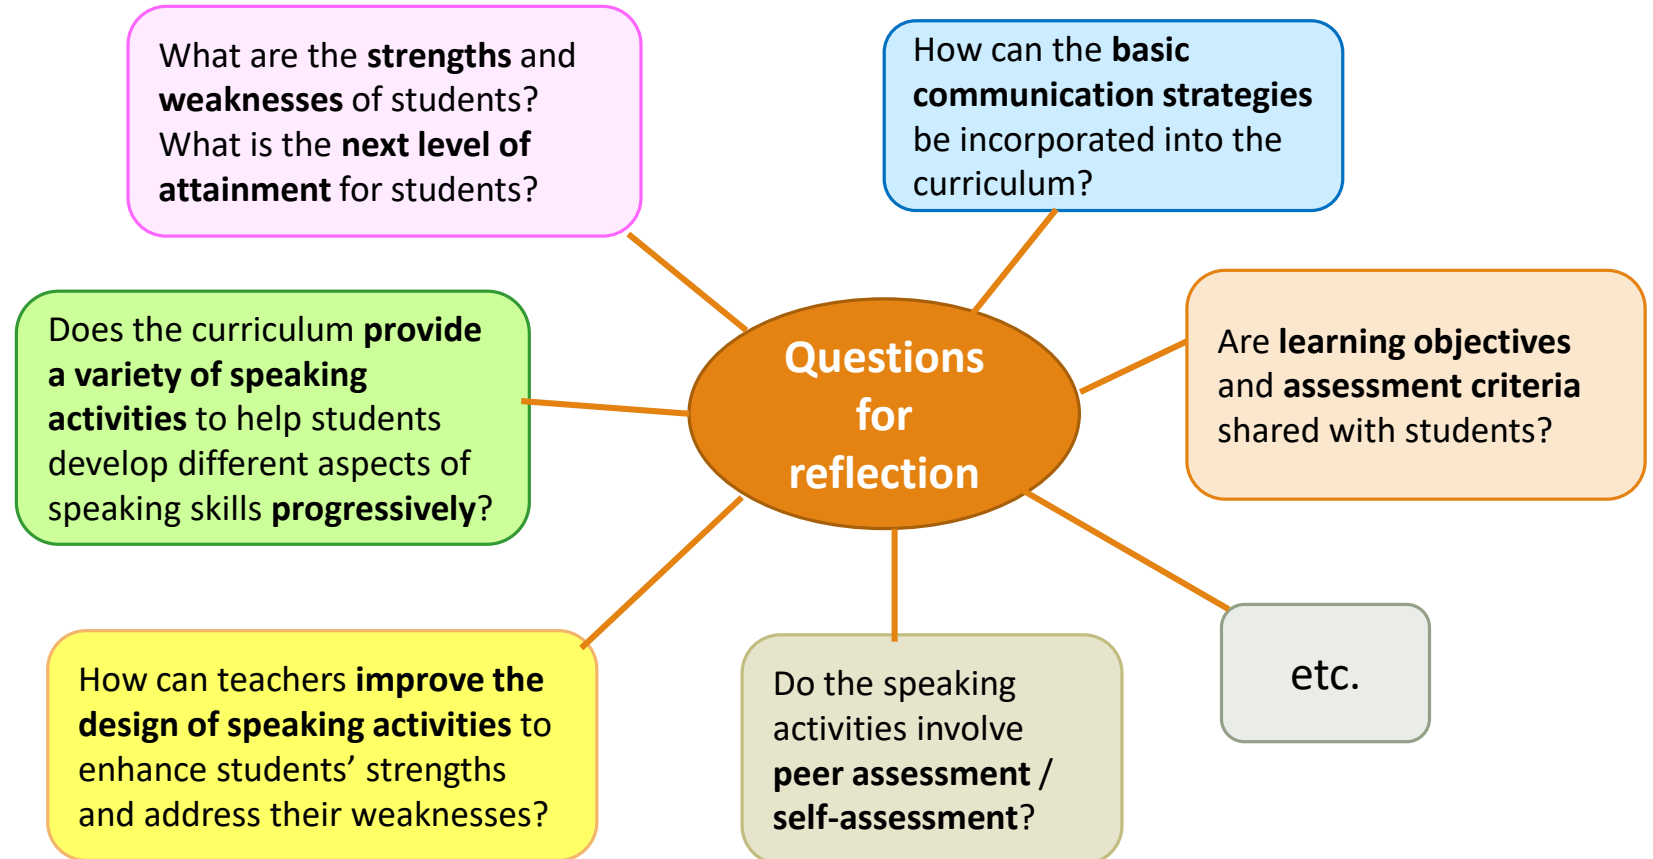 What are the strengths and
weaknesses of students?
What is the next level of
attainment for students?
How can the basic
communication strategies
be incorporated into the
curriculum?
Does the curriculum provide
a variety of speaking
activities to help students
develop different aspects of
speaking skills progressively?
Questions
for
reflection
Are learning objectives
and assessment criteria
shared with students?
How can teachers improve the
design of speaking activities to
enhance students’ strengths
and address their weaknesses?
Do the speaking
activities involve
peer assessment /
self-assessment?
etc.